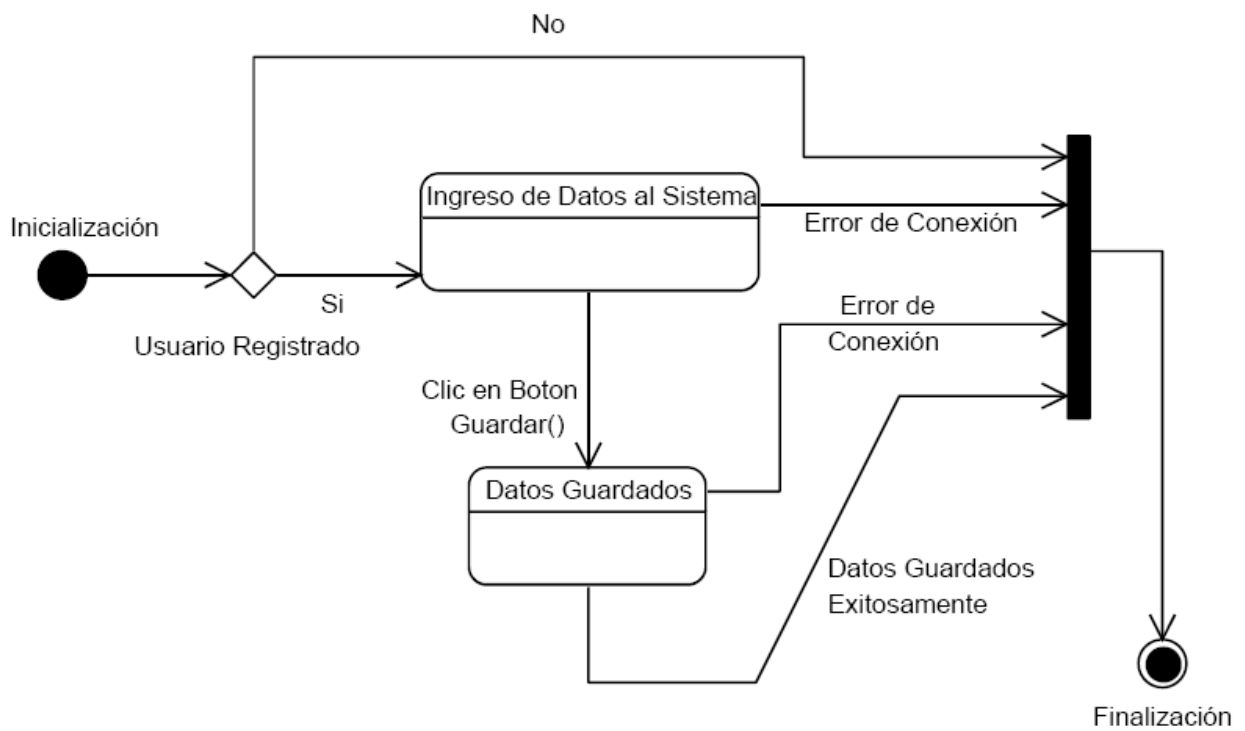 No
Ingreso de Datos al Sistema
Inicialización
Error de Conexión
Si
Usuario Registrado
Error de
Conexión
Clic en Boton
Guardar()
Datos Guardados
Datos Guardados
Exitosamente
Finalización